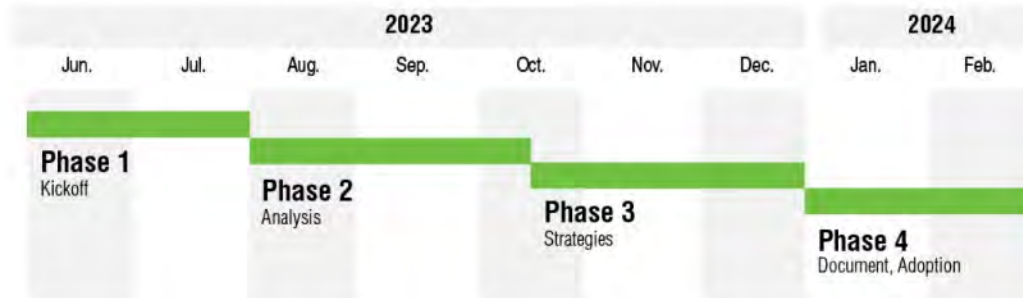 2023 2024
Jun. Jul. Aug. Sep. Oct. Nov. Dec. Jan. Feb.
Phase 1
Kickoff
Phase 2
Analysis
Phase 3
Strategies
Phase 4
Document, Adoption